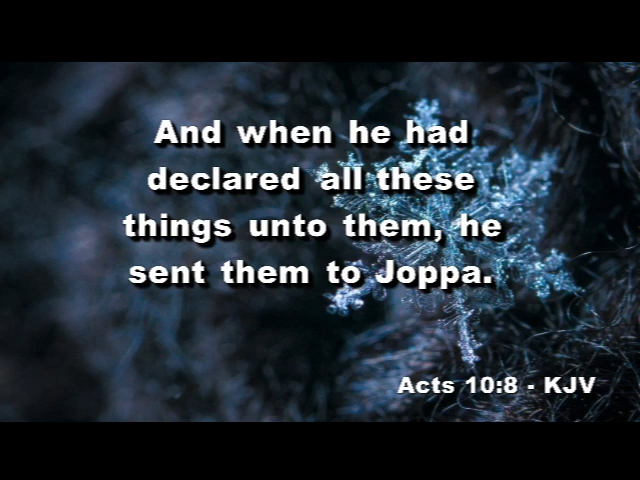 And when he had
declared all these
things unto them, he
sent them to Joppa.
Acts 10:8 - KJV